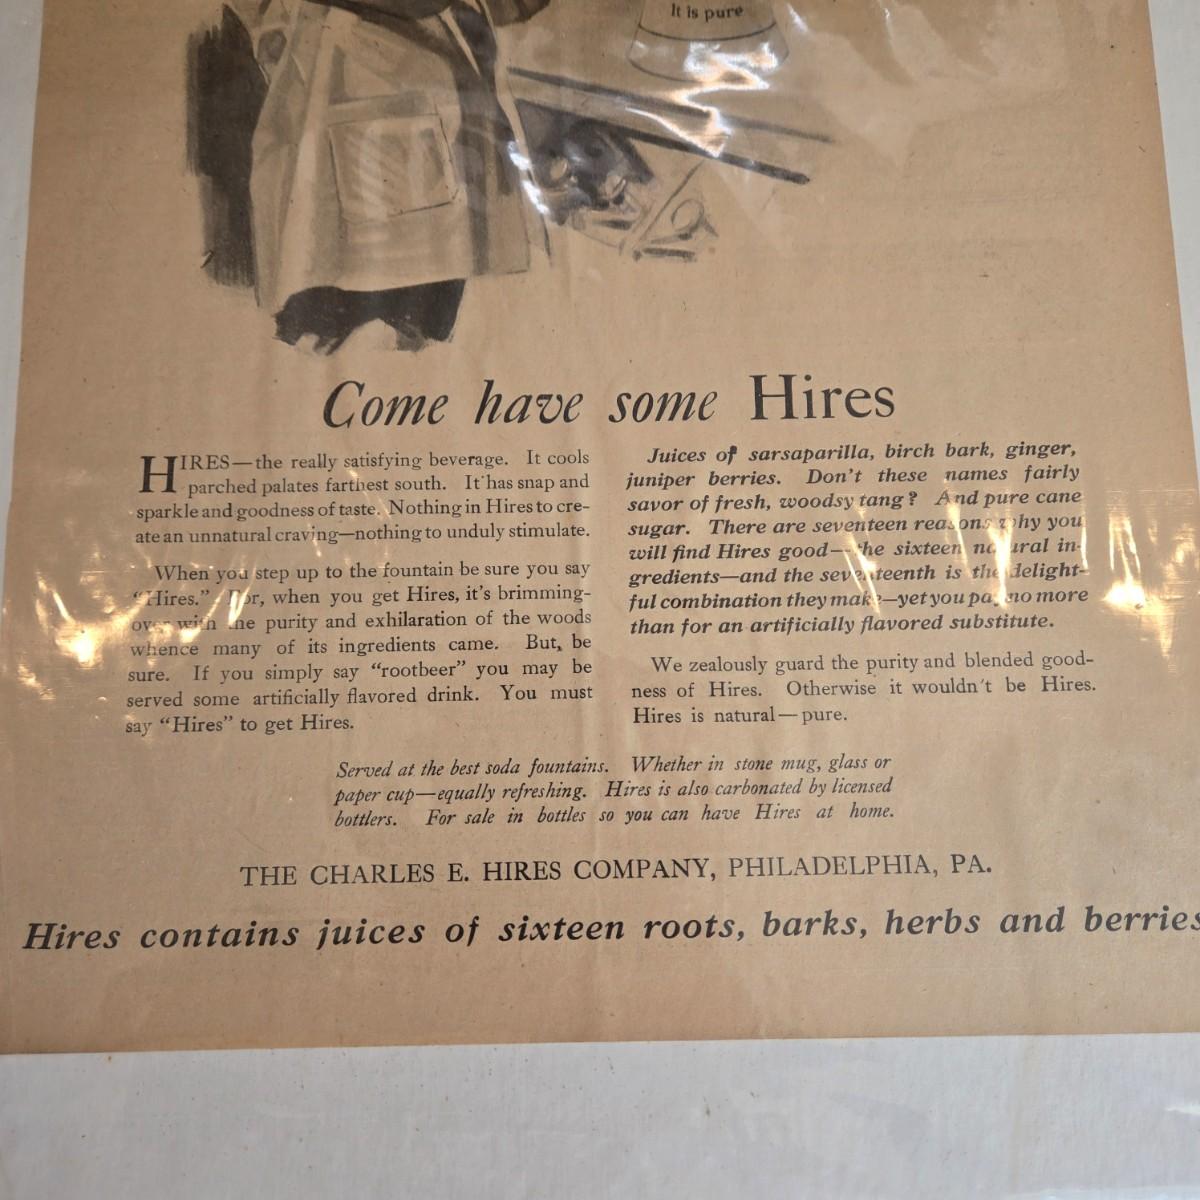 It is pure
Come have some Hires
HIRES—the really satisfying beverage. It cools
parched palates farthest south. It has snap and
sparkle and goodness of taste. Nothing in Hires to cre-
ate an unnatural craving—nothing to unduly stimulate.
When you step up to the fountain be sure you say
“Hires.” For, when you get Hires, it's brimming-
over with the purity and exhilaration of the woods
whence many of its ingredients came. But, be
sure. If you simply say “rootbeer” you may be
served some artificially flavored drink. You must
say “Hires” to get Hires.
Juices of sarsaparilla, birch bark, ginger,
juniper berries. Don't these names fairly
savor of fresh, woodsy tang? And pure cane
sugar. There are seventeen reasons why you
will find Hires good—the sixteen natural in-
gredients—and the seventeenth is the delight-
ful combination they make—yet you pay no more
than for an artificially flavored substitute.
We zealously guard the purity and blended good-
ness of Hires. Otherwise it wouldn't be Hires.
Hires is natural—pure.
Served at the best soda fountains. Whether in stone mug, glass or
paper cup—equally refreshing. Hires is also carbonated by licensed
bottlers. For sale in bottles so you can have Hires at home.
THE CHARLES E. HIRES COMPANY, PHILADELPHIA, PA.
Hires contains juices of sixteen roots, barks, herbs and berries